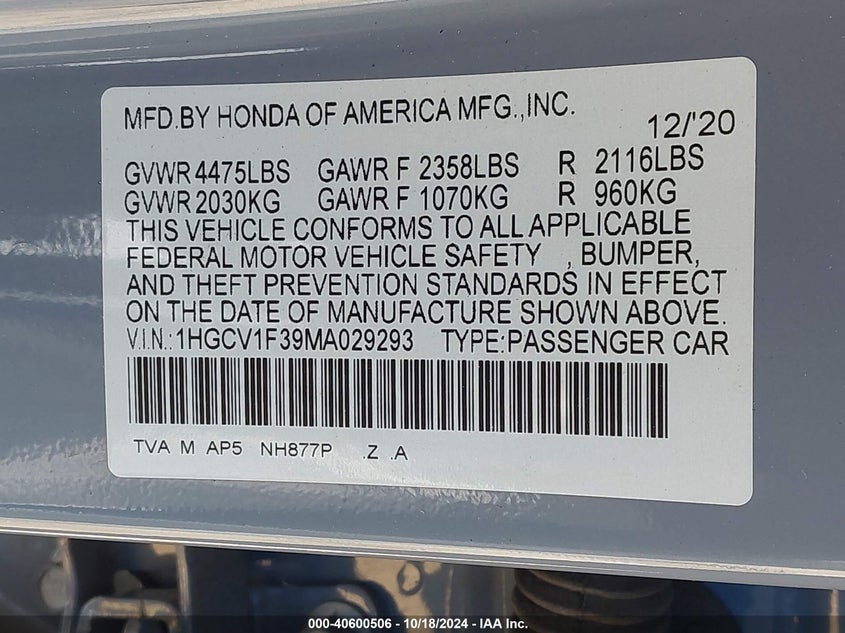 MFD.BY HONDA OF AMERICA MFG.,INC.
12/'20
GVWR 4475LBS GAWR F 2358LBS R 2116LBS
GVWR 2030KG GAWR F 1070KG R 960KG
THIS VEHICLE CONFORMS TO ALL APPLICABLE
FEDERAL MOTOR VEHICLE SAFETY , BUMPER,
AND THEFT PREVENTION STANDARDS IN EFFECT
ON THE DATE OF MANUFACTURE SHOWN ABOVE.
V.I.N.:1HGCV1F39MA029293 TYPE:PASSENGER CAR
TVA M AP5 NH877P .Z .A
000-40600506 - 10/18/2024 - IAA Inc.